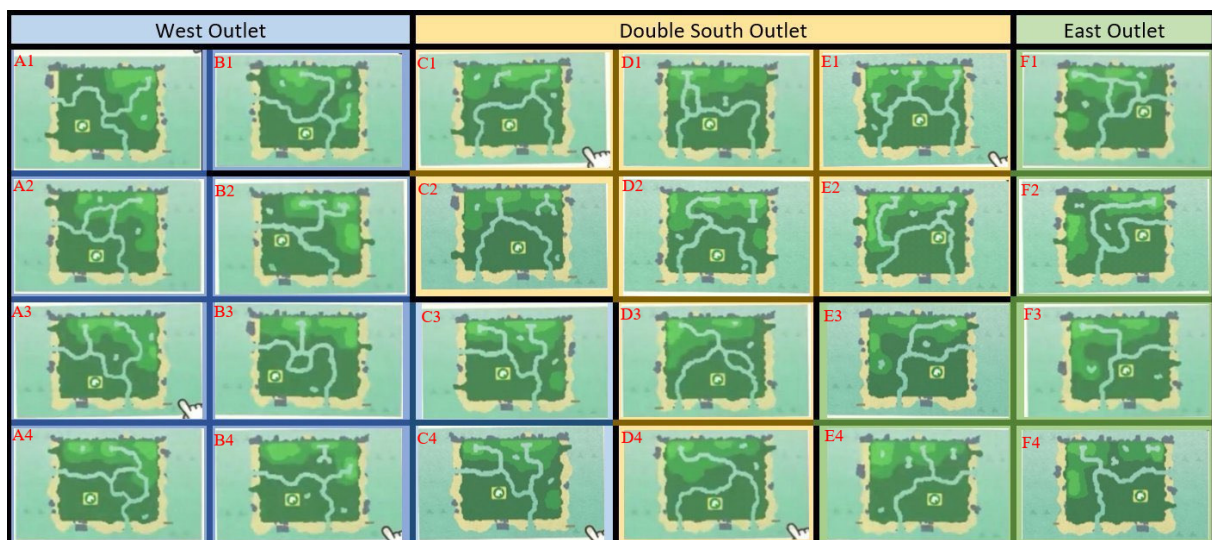 West Outlet Double South Outlet East Outlet
A1 B1 C1 D1 E1 F1
A2 B2 C2 D2 E2 F2
A3 B3 C3 D3 E3 F3
A4 B4 C4 D4 E4 F4